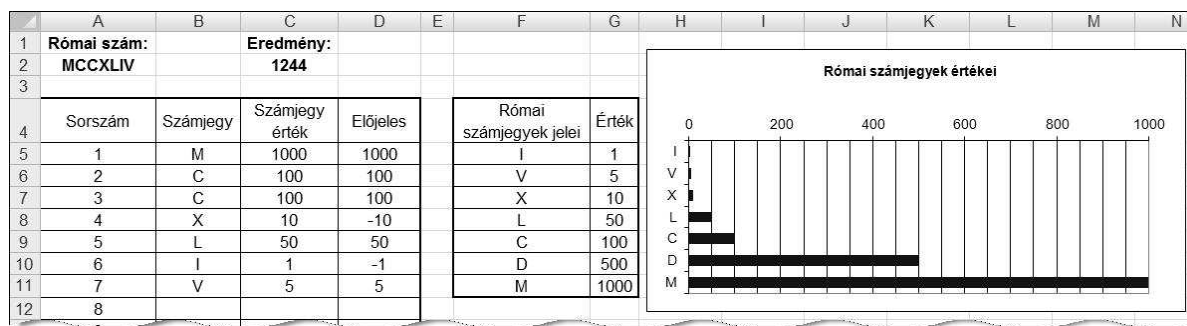 A B C D E F G H I J K L M N
1 Római szám: Eredmény:
2 MCCXLIV 1244
3
4 Sorszám Számjegy Számjegy érték Előjeles Római számjegyek jelei Érték
5 1 M 1000 1000 I 1
6 2 C 100 100 V 5
7 3 C 100 100 X 10
8 4 X 10 -10 L 50
9 5 L 50 50 C 100
10 6 I 1 -1 D 500
11 7 V 5 5 M 1000
12 8
Római számjegyek értékei
0 200 400 600 800 1000
I
V
X
L
C
D
M